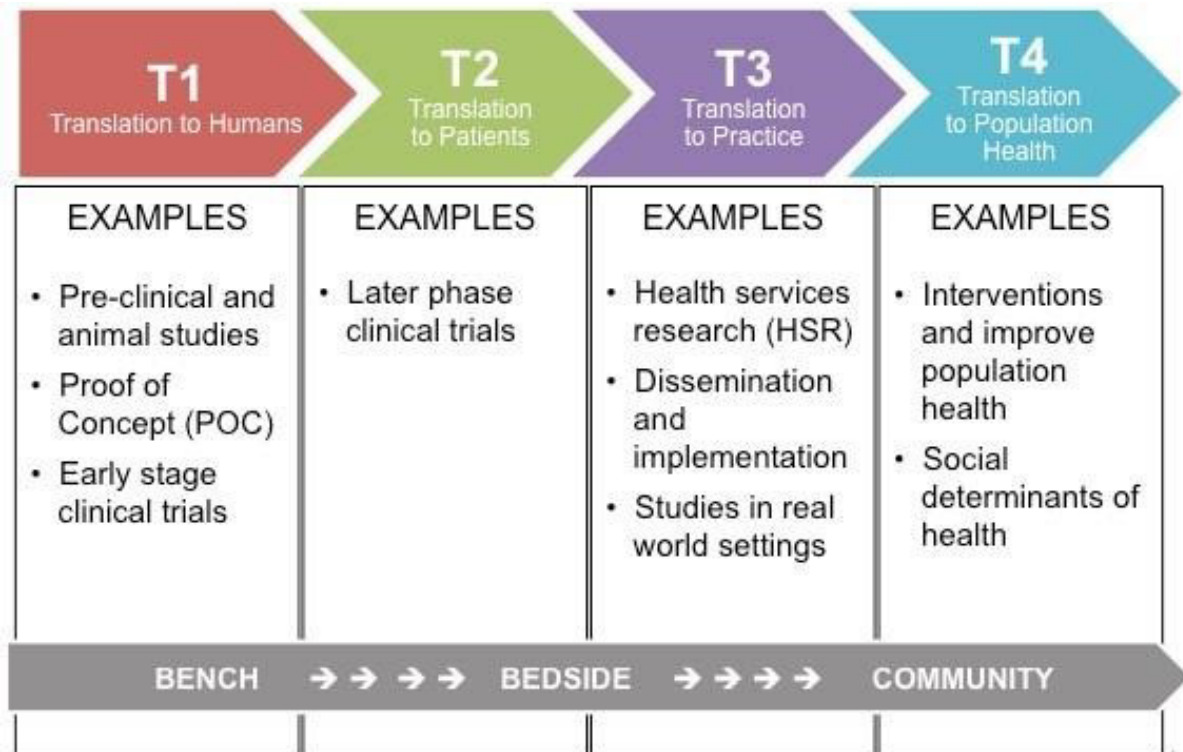 T1
Translation to Humans
T2
Translation
to Patients
T3
Translation
to Practice
T4
Translation
to Population
Health
EXAMPLES
• Pre-clinical and
animal studies
• Proof of
Concept (POC)
• Early stage
clinical trials
EXAMPLES
• Later phase
clinical trials
EXAMPLES
• Health services
research (HSR)
• Dissemination
and
implementation
• Studies in real
world settings
EXAMPLES
• Interventions
and improve
population
health
• Social
determinants of
health
BENCH → → → → BEDSIDE → → → → COMMUNITY